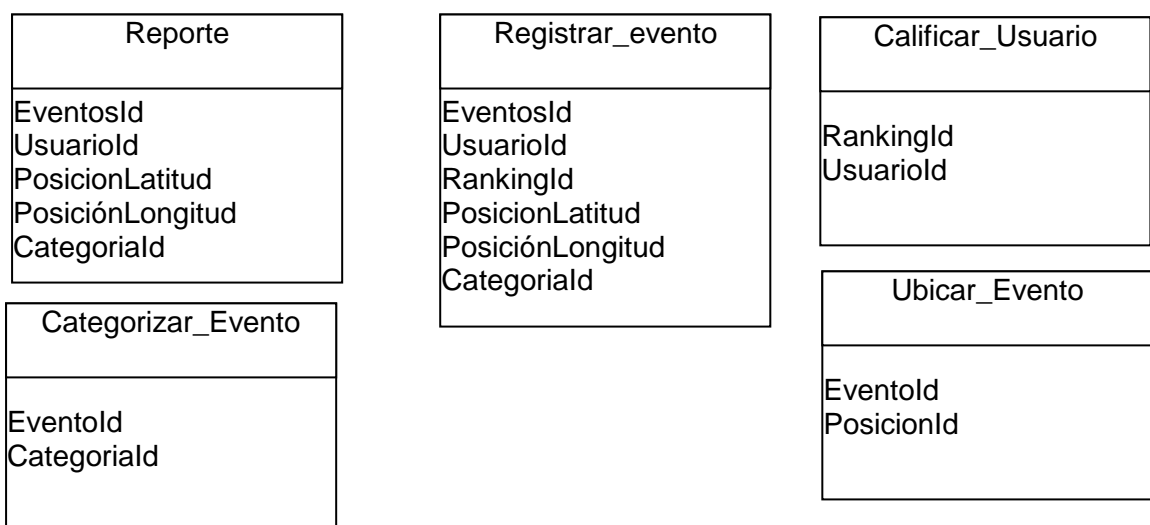 Reporte
EventosId
UsuarioId
PosicionLatitud
PosiciónLongitud
CategoriaId
Registrar_evento
EventosId
UsuarioId
RankingId
PosicionLatitud
PosiciónLongitud
CategoriaId
Calificar_Usuario
RankingId
UsuarioId
Categorizar_Evento
EventoId
CategoriaId
Ubicar_Evento
EventoId
PosicionId